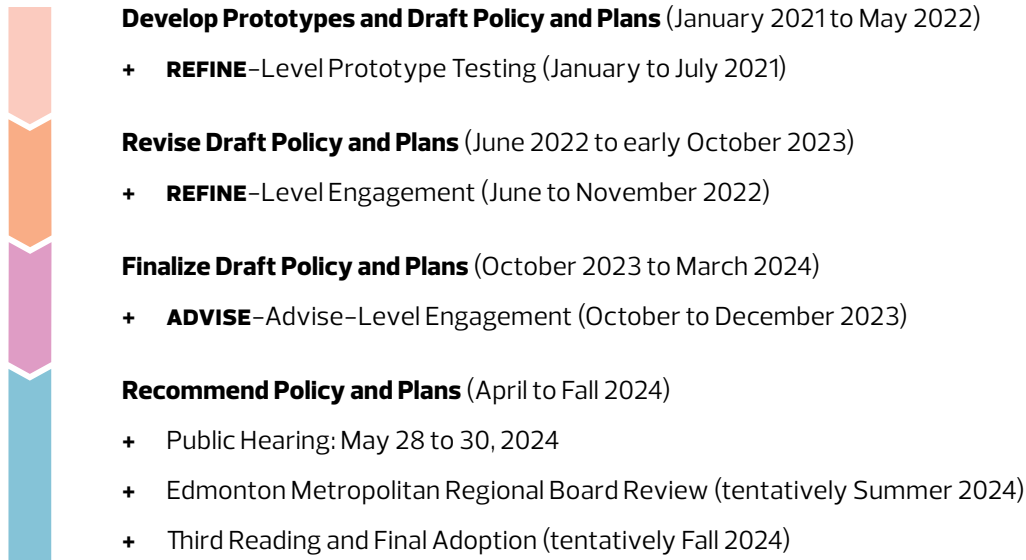 Develop Prototypes and Draft Policy and Plans (January 2021 to May 2022)
+ REFINE-Level Prototype Testing (January to July 2021)
Revise Draft Policy and Plans (June 2022 to early October 2023)
+ REFINE-Level Engagement (June to November 2022)
Finalize Draft Policy and Plans (October 2023 to March 2024)
+ ADVISE-Advise-Level Engagement (October to December 2023)
Recommend Policy and Plans (April to Fall 2024)
+ Public Hearing: May 28 to 30, 2024
+ Edmonton Metropolitan Regional Board Review (tentatively Summer 2024)
+ Third Reading and Final Adoption (tentatively Fall 2024)